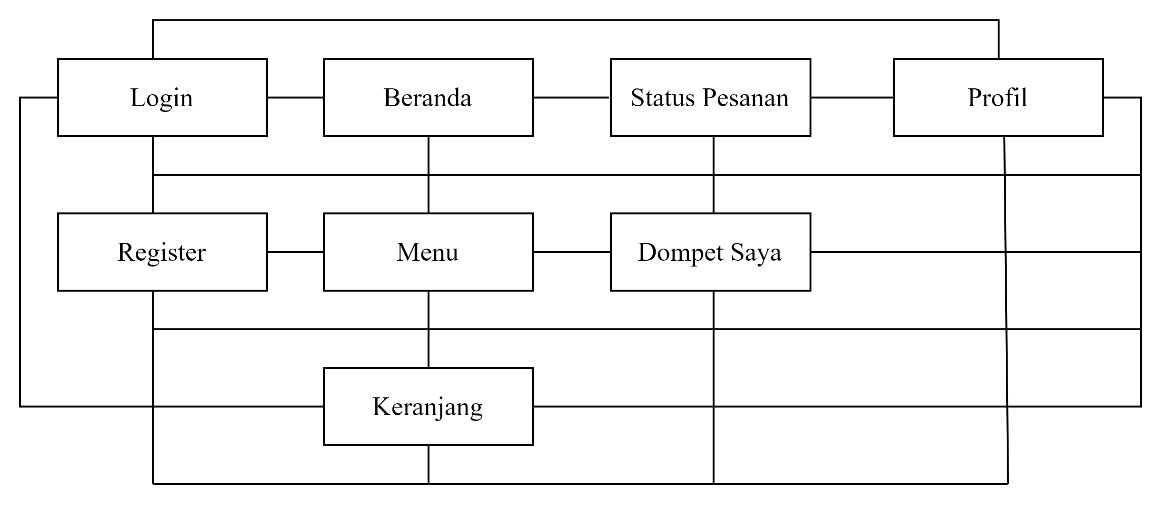 Login
Beranda
Status Pesanan
Profil
Register
Menu
Dompet Saya
Keranjang